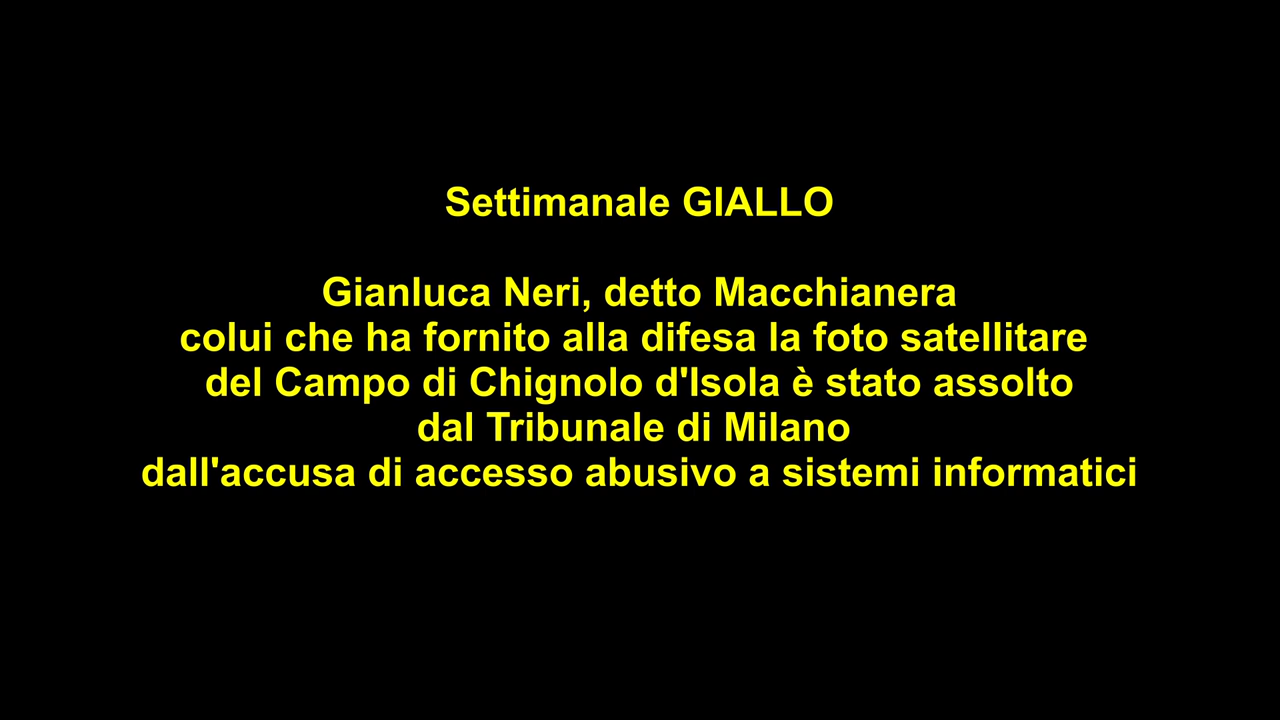 Settimanale GIALLO
Gianluca Neri, detto Macchianera
colui che ha fornito alla difesa la foto satellitare
del Campo di Chignolo d'Isola è stato assolto
dal Tribunale di Milano
dall'accusa di accesso abusivo a sistemi informatici